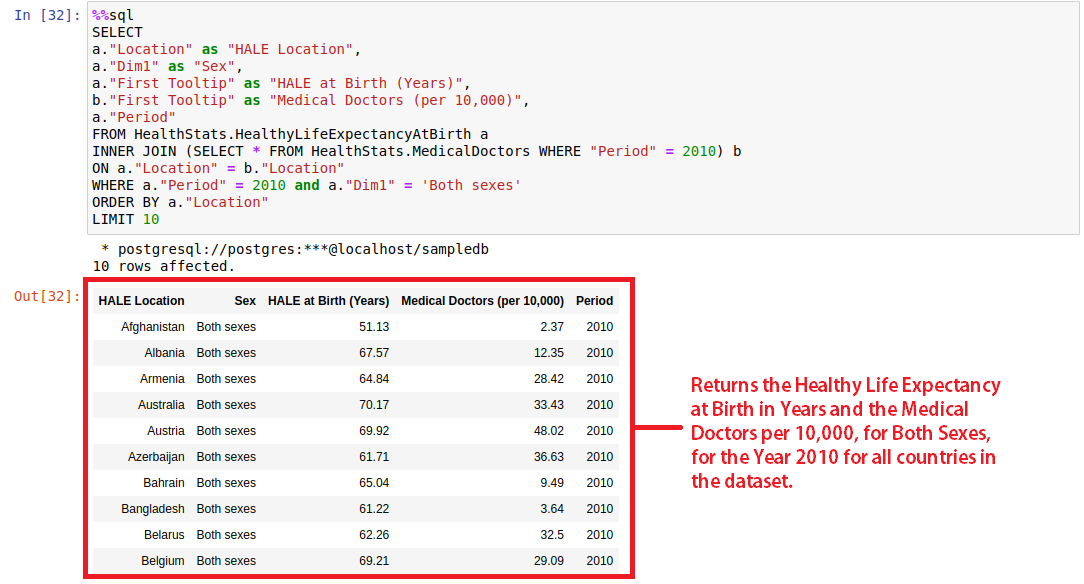 In [32]: %%sql
SELECT
a."Location" as "HALE Location",
a."Dim1" as "Sex",
a."First Tooltip" as "HALE at Birth (Years)",
b."First Tooltip" as "Medical Doctors (per 10,000)",
a."Period"
FROM HealthStats.HealthyLifeExpectancyAtBirth a
INNER JOIN (SELECT * FROM HealthStats.MedicalDoctors WHERE "Period" = 2010) b
ON a."Location" = b."Location"
WHERE a."Period" = 2010 and a."Dim1" = 'Both sexes'
ORDER BY a."Location"
LIMIT 10
* postgresql://postgres:***@localhost/sampledb
10 rows affected.
Out[32]:
HALE Location Sex HALE at Birth (Years) Medical Doctors (per 10,000) Period
Afghanistan Both sexes 51.13 2.37 2010
Albania Both sexes 67.57 12.35 2010
Armenia Both sexes 64.84 28.42 2010
Australia Both sexes 70.17 33.43 2010
Austria Both sexes 69.92 48.02 2010
Azerbaijan Both sexes 61.71 36.63 2010
Bahrain Both sexes 65.04 9.49 2010
Bangladesh Both sexes 61.22 3.64 2010
Belarus Both sexes 62.26 32.5 2010
Belgium Both sexes 69.21 29.09 2010
Returns the Healthy Life Expectancy
at Birth in Years and the Medical
Doctors per 10,000, for Both Sexes,
for the Year 2010 for all countries in
the dataset.